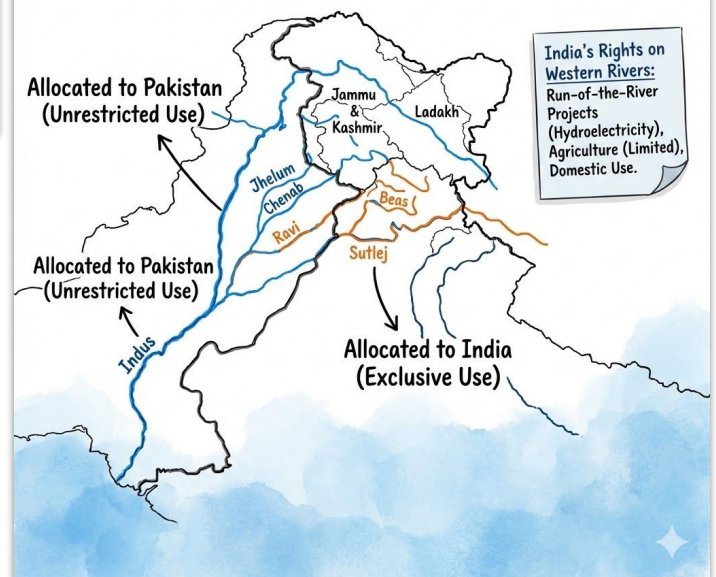 Allocated to Pakistan
(Unrestricted Use)
Jammu
&
Kashmir
Ladakh
India's Rights on
Western Rivers:
Run-of-the-River
Projects
(Hydroelectricity),
Agriculture (Limited),
Domestic Use.
Jhelum
Chenab
Ravi
Beas
Sutlej
Allocated to Pakistan
(Unrestricted Use)
Indus
Allocated to India
(Exclusive Use)